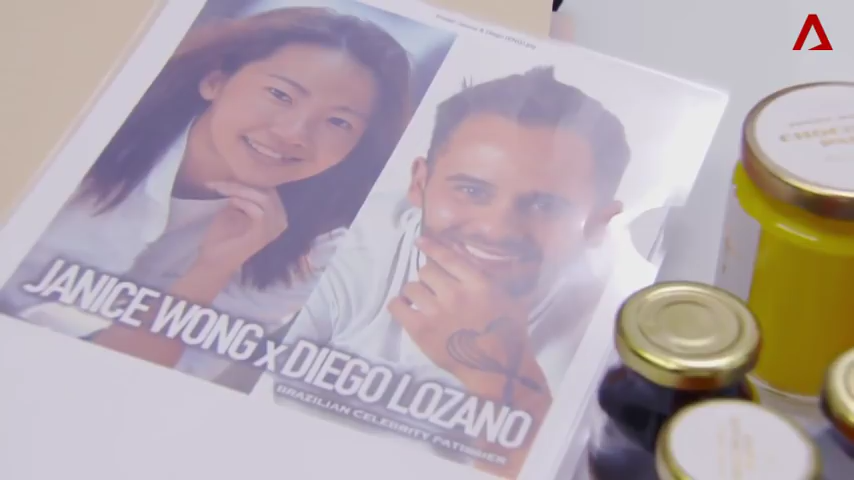 JANICE WONG x DIEGO LOZANO
BRAZILIAN CELEBRITY PATISSIER